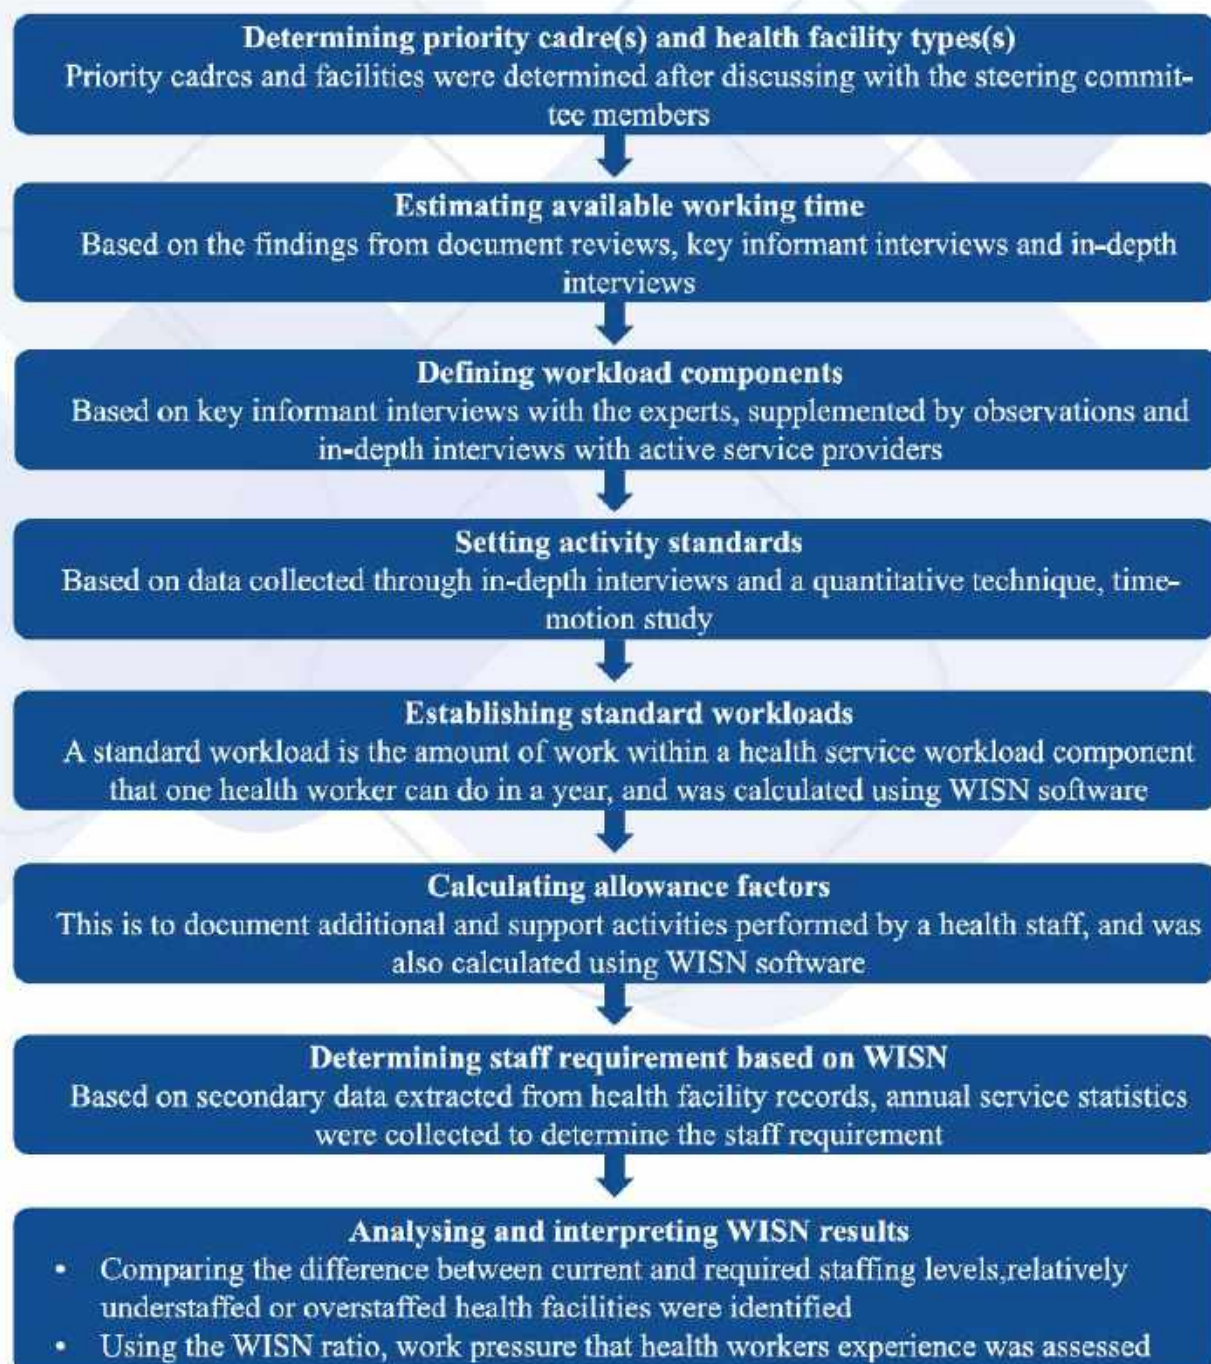 Determining priority cadre(s) and health facility types(s)
Priority cadres and facilities were determined after discussing with the steering commit-
tee members
Estimating available working time
Based on the findings from document reviews, key informant interviews and in-depth
interviews
Defining workload components
Based on key informant interviews with the experts, supplemented by observations and
in-depth interviews with active service providers
Setting activity standards
Based on data collected through in-depth interviews and a quantitative technique, time-
motion study
Establishing standard workloads
A standard workload is the amount of work within a health service workload component
that one health worker can do in a year, and was calculated using WISN software
Calculating allowance factors
This is to document additional and support activities performed by a health staff, and was
also calculated using WISN software
Determining staff requirement based on WISN
Based on secondary data extracted from health facility records, annual service statistics
were collected to determine the staff requirement
Analysing and interpreting WISN results
• Comparing the difference between current and required staffing levels,relatively
understaffed or overstaffed health facilities were identified
• Using the WISN ratio, work pressure that health workers experience was assessed